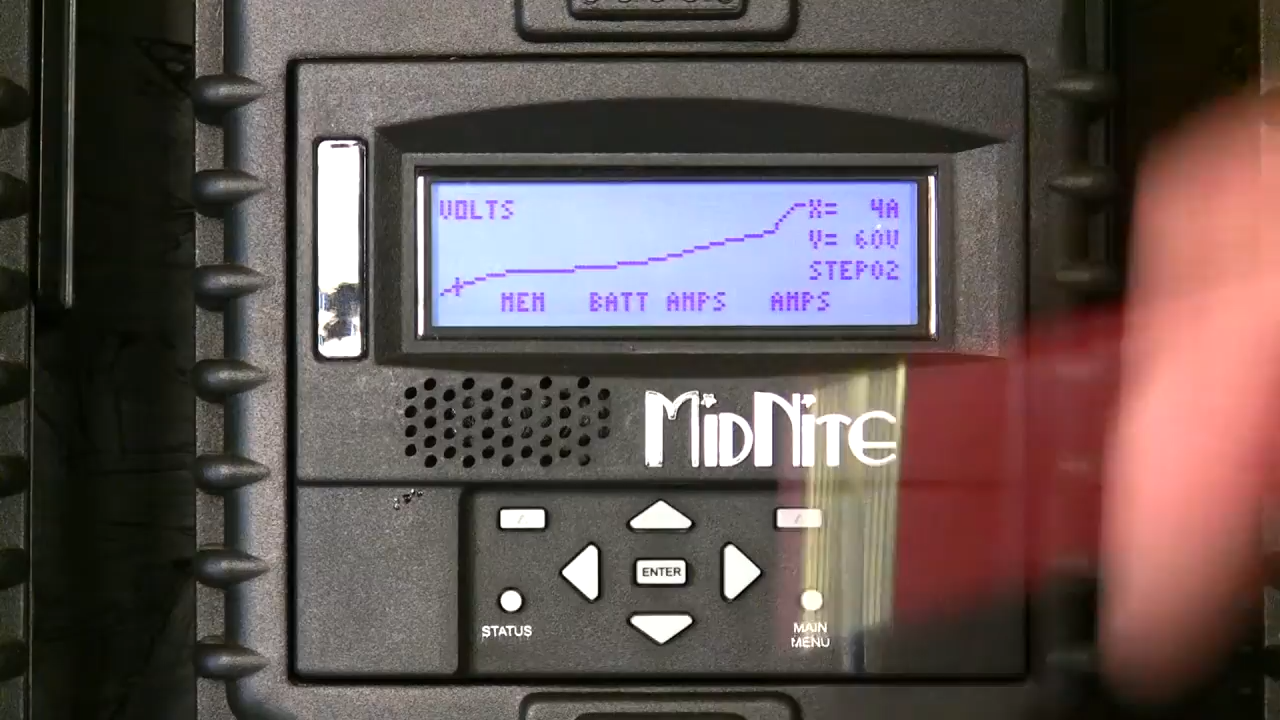 VOLTS X= 4A
Y= 60V
STEP02
MEM BATT AMPS AMPS
MIDNITE
ENTER
STATUS
MAIN
MENU